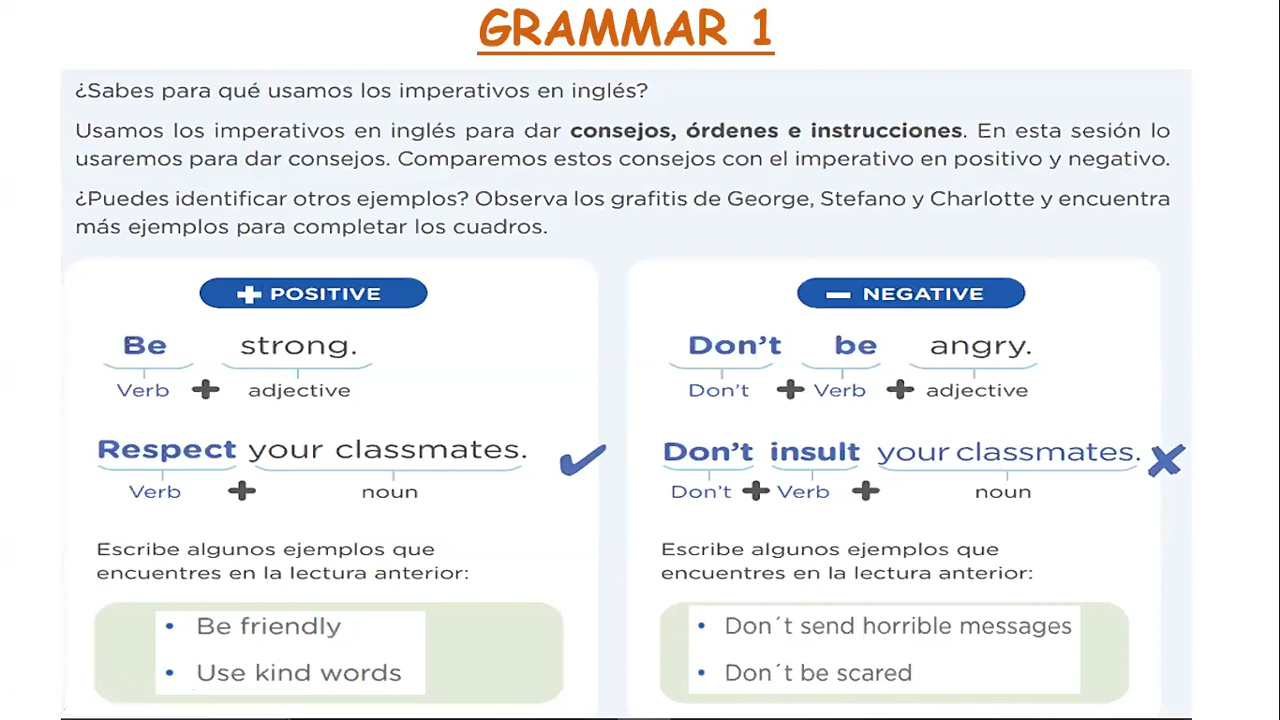 GRAMMAR 1
¿Sabes para qué usamos los imperativos en inglés?
Usamos los imperativos en inglés para dar consejos, órdenes e instrucciones. En esta sesión lo
usaremos para dar consejos. Comparemos estos consejos con el imperativo en positivo y negativo.
¿Puedes identificar otros ejemplos? Observa los grafitis de George, Stefano y Charlotte y encuentra
más ejemplos para completar los cuadros.
+ POSITIVE
Be strong.
Verb + adjective
Respect your classmates. ✔
Verb + noun
Escribe algunos ejemplos que
encuentres en la lectura anterior:
• Be friendly
• Use kind words
− NEGATIVE
Don't be angry.
Don't + Verb + adjective
Don't insult your classmates. ✘
Don't + Verb + noun
Escribe algunos ejemplos que
encuentres en la lectura anterior:
• Don´t send horrible messages
• Don´t be scared